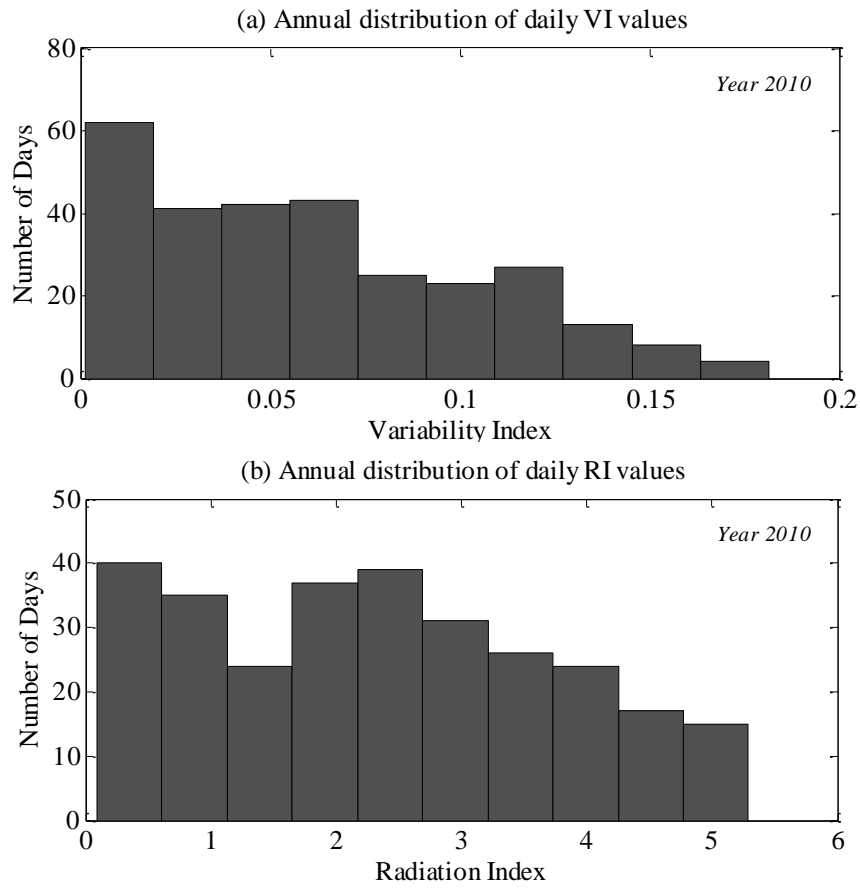 (a) Annual distribution of daily VI values
80
Year 2010
60
40
20
0
Number of Days
0 0.05 0.1 0.15 0.2
Variability Index
(b) Annual distribution of daily RI values
50
Year 2010
40
30
20
10
0
Number of Days
0 1 2 3 4 5 6
Radiation Index